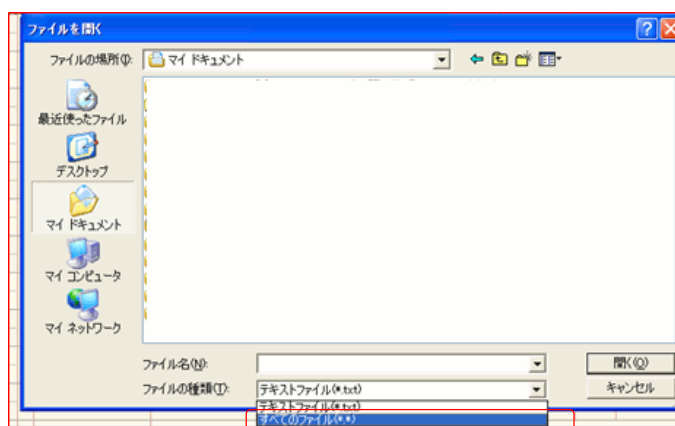 ファイルを開く
ファイルの場所(I):
マイ ドキュメント
最近使ったファイル
デスクトップ
マイ ドキュメント
マイ コンピュータ
マイ ネットワーク
ファイル名(N):
開く(O)
ファイルの種類(T):
テキストファイル(*.txt)
キャンセル
テキストファイル(*.txt)
すべてのファイル(*.*)